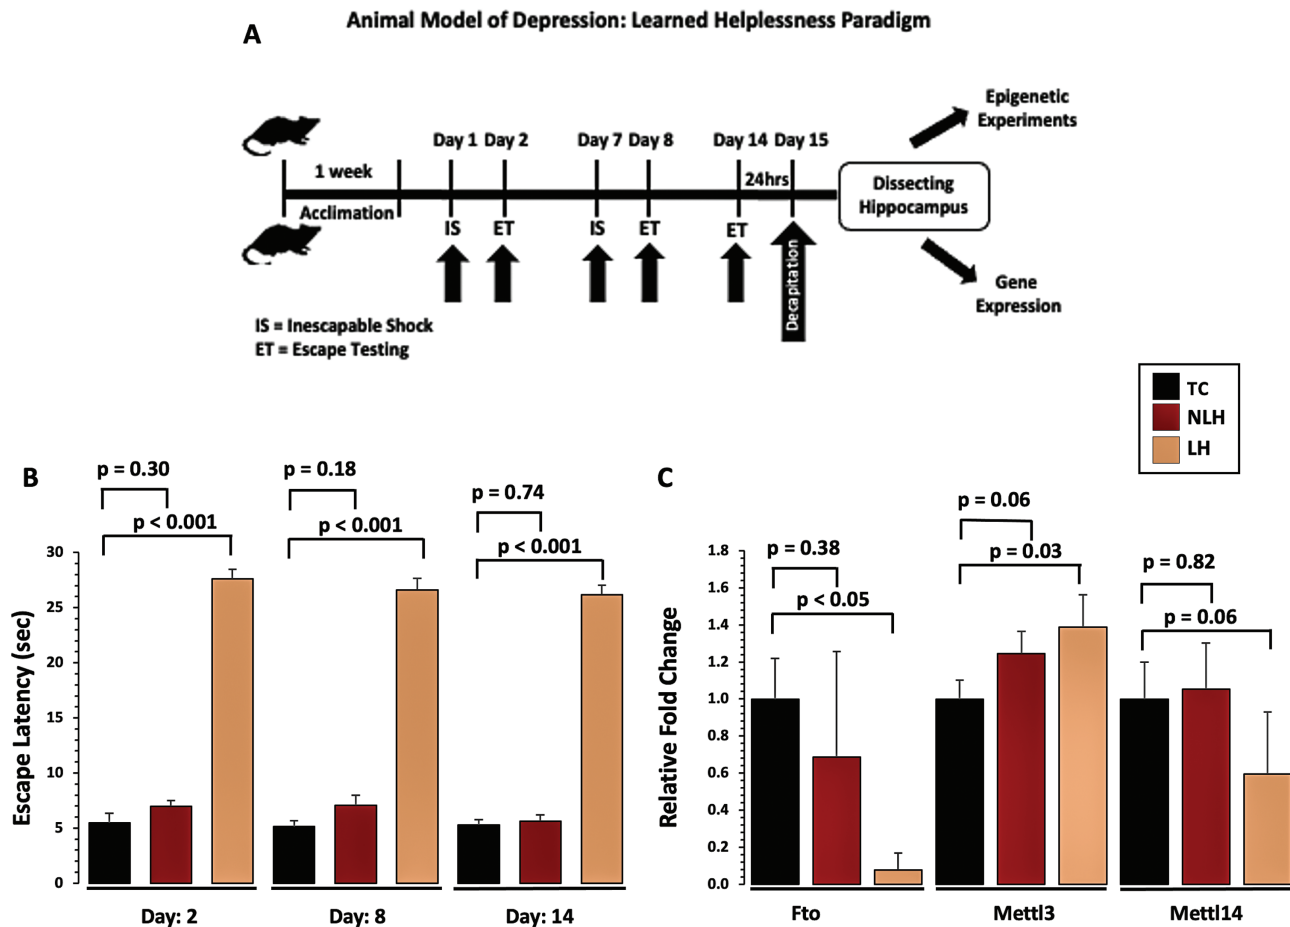 Animal Model of Depression: Learned Helplessness Paradigm
A
Epigenetic
Experiments
Day 1 Day 2 Day 7 Day 8 Day 14 Day 15
1 week
24hrs
Dissecting
Hippocampus
Acclimation
IS ET IS ET ET
Decapitation
Gene
Expression
IS = Inescapable Shock
ET = Escape Testing
TC
NLH
LH
B
p = 0.30
p < 0.001
p = 0.18
p < 0.001
p = 0.74
p < 0.001
Escape Latency (sec)
30
25
20
15
10
5
0
Day: 2
Day: 8
Day: 14
C
p = 0.38
p < 0.05
p = 0.06
p = 0.03
p = 0.82
p = 0.06
Relative Fold Change
1.8
1.6
1.4
1.2
1.0
0.8
0.6
0.4
0.2
0.0
Fto
Mettl3
Mettl14